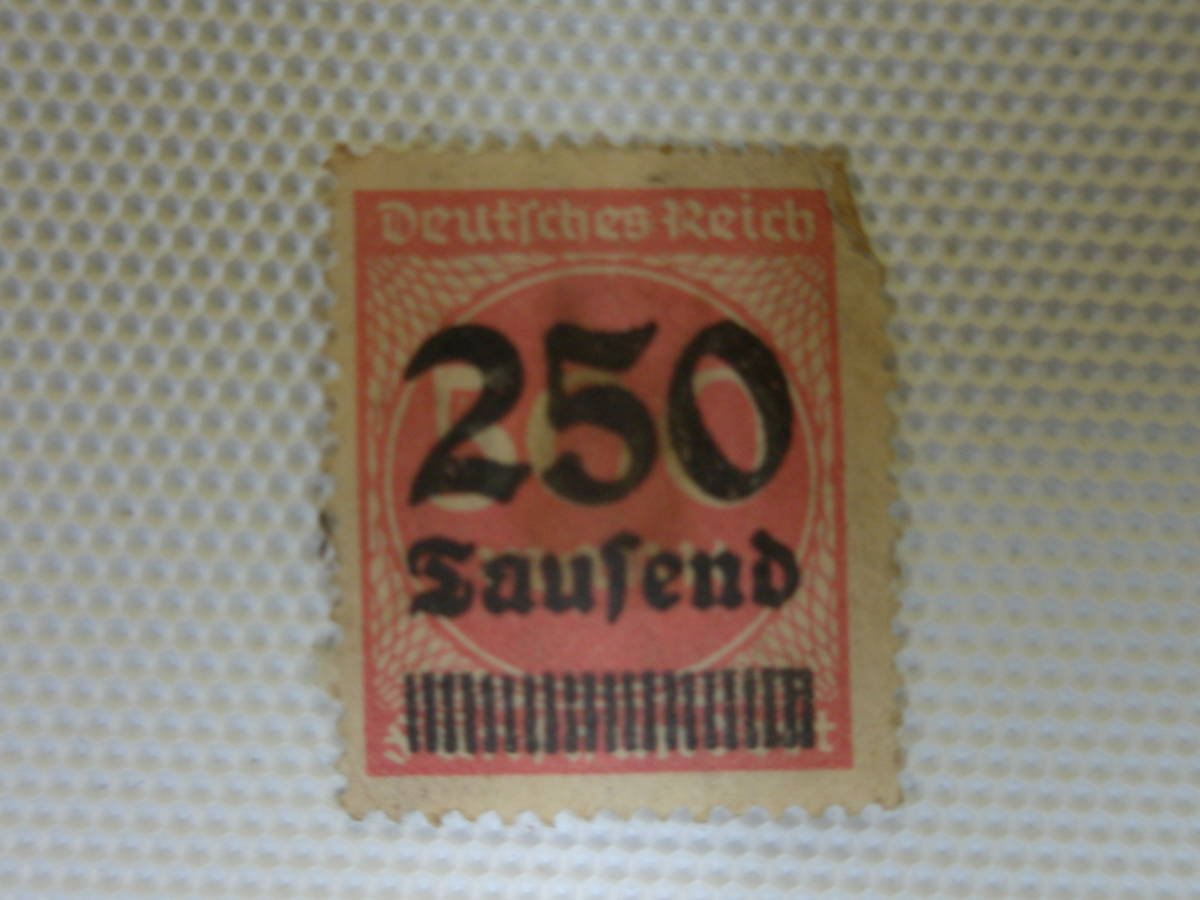 Deutſches Reich
250
Tauſend